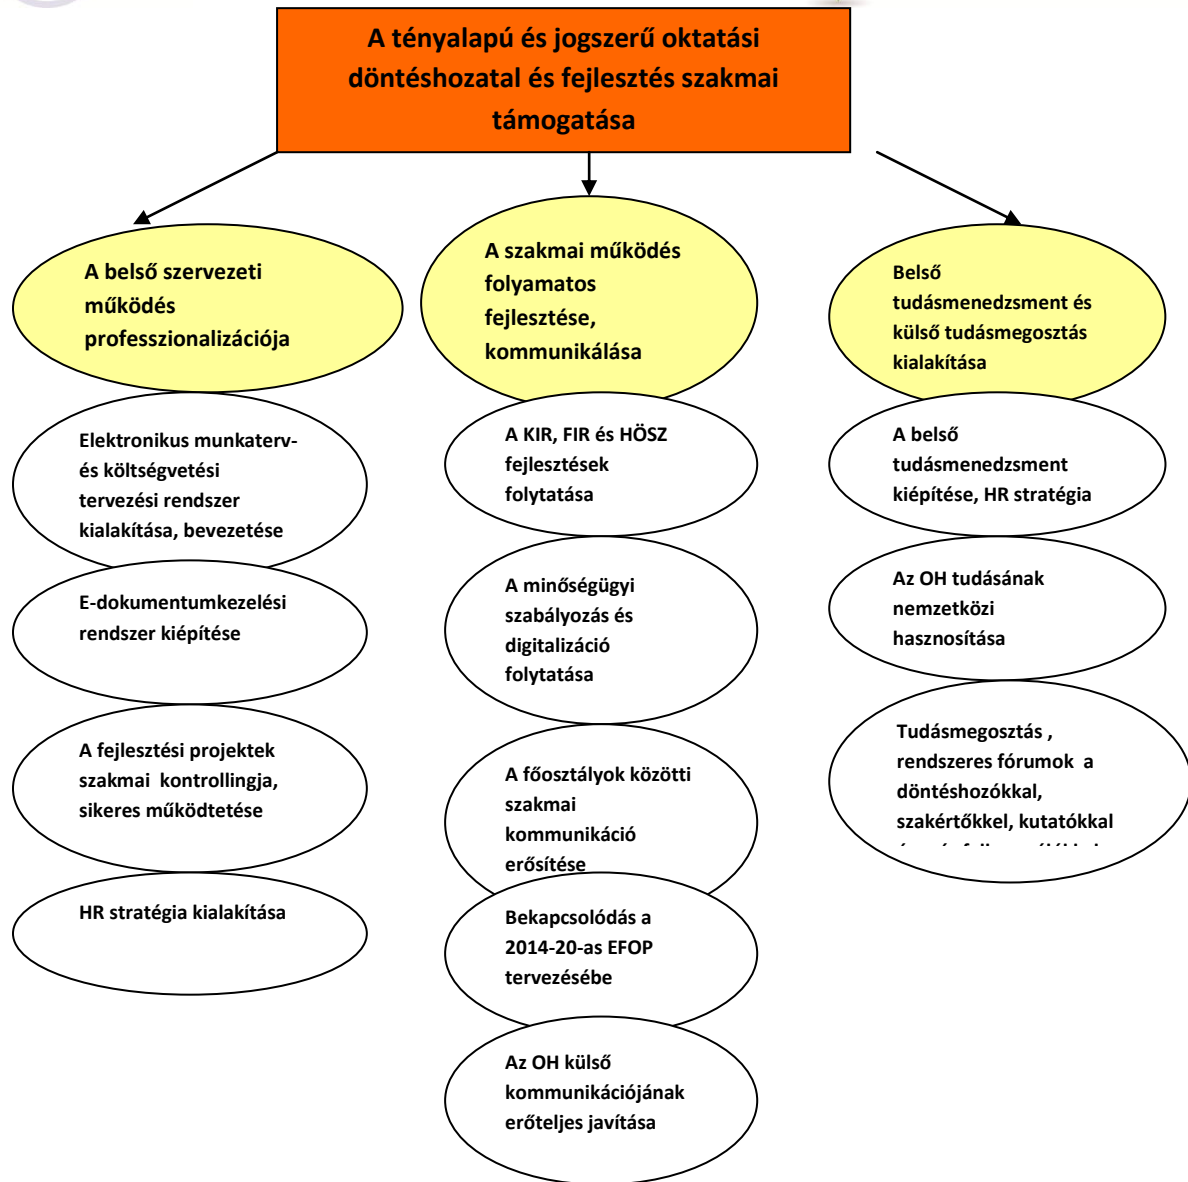 A tényalapú és jogszerű oktatási
döntéshozatal és fejlesztés szakmai
támogatása
A belső szervezeti
működés
professzionalizációja
Elektronikus munkaterv-
és költségvetési
tervezési rendszer
kialakítása, bevezetése
E-dokumentumkezelési
rendszer kiépítése
A fejlesztési projektek
szakmai kontrollingja,
sikeres működtetése
HR stratégia kialakítása
A szakmai működés
folyamatos
fejlesztése,
kommunikálása
A KIR, FIR és HÖSZ
fejlesztések
folytatása
A minőségügyi
szabályozás és
digitalizáció
folytatása
A főosztályok közötti
szakmai
kommunikáció
erősítése
Bekapcsolódás a
2014-20-as EFOP
tervezésébe
Az OH külső
kommunikációjának
erőteljes javítása
Belső
tudásmenedzsment és
külső tudásmegosztás
kialakítása
A belső
tudásmenedzsment
kiépítése, HR stratégia
Az OH tudásának
nemzetközi
hasznosítása
Tudásmegosztás ,
rendszeres fórumok a
döntéshozókkal,
szakértőkkel, kutatókkal